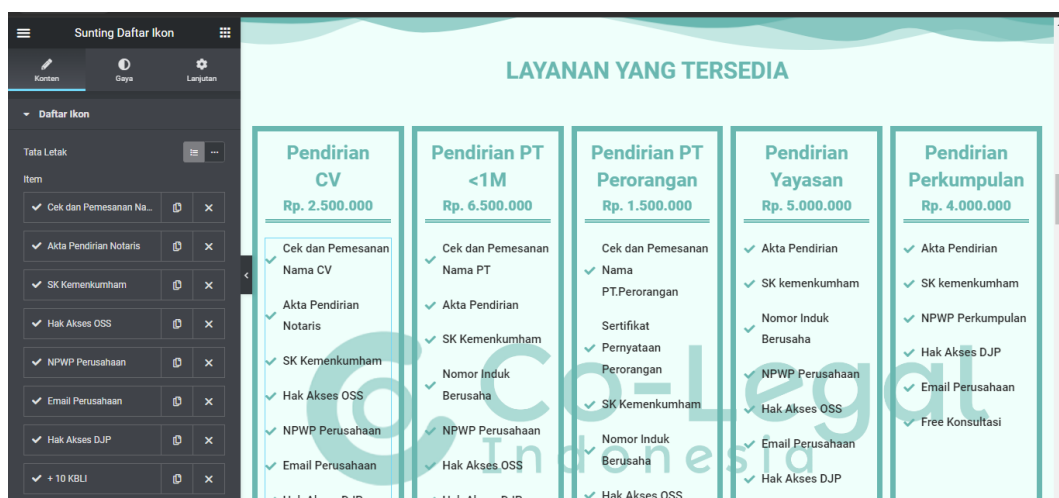 Sunting Daftar Ikon
Konten
Gaya
Lanjutan
Daftar Ikon
Tata Letak
Item
Cek dan Pemesanan Na...
Akta Pendirian Notaris
SK Kemenkumham
Hak Akses OSS
NPWP Perusahaan
Email Perusahaan
Hak Akses DJP
+ 10 KBLI
LAYANAN YANG TERSEDIA
Pendirian
CV
Rp. 2.500.000
Cek dan Pemesanan
Nama CV
Akta Pendirian
Notaris
SK Kemenkumham
Hak Akses OSS
NPWP Perusahaan
Email Perusahaan
Hak Akses DJP
Pendirian PT
<1M
Rp. 6.500.000
Cek dan Pemesanan
Nama PT
Akta Pendirian
SK Kemenkumham
Nomor Induk
Berusaha
NPWP Perusahaan
Hak Akses OSS
Hak Akses DJP
Pendirian PT
Perorangan
Rp. 1.500.000
Cek dan Pemesanan
Nama
PT.Perorangan
Sertifikat
Pernyataan
Perorangan
SK Kemenkumham
Nomor Induk
Berusaha
Hak Akses OSS
Pendirian
Yayasan
Rp. 5.000.000
Akta Pendirian
SK kemenkumham
Nomor Induk
Berusaha
NPWP Perusahaan
Hak Akses OSS
Email Perusahaan
Hak Akses DJP
Pendirian
Perkumpulan
Rp. 4.000.000
Akta Pendirian
SK kemenkumham
NPWP Perkumpulan
Hak Akses DJP
Email Perusahaan
Free Konsultasi
Co-Legal
Indonesia